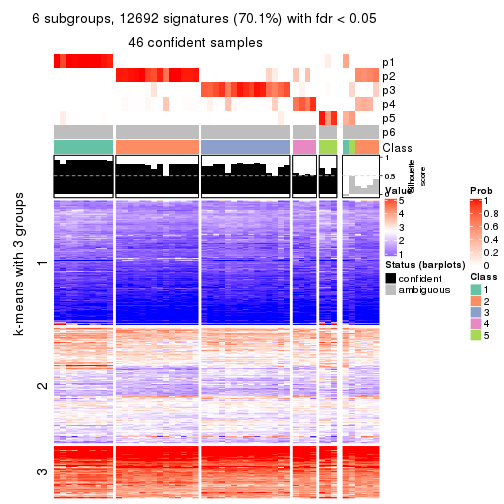 6 subgroups, 12692 signatures (70.1%) with fdr < 0.05
46 confident samples
p1
p2
p3
p4
p5
p6
Class
1
0.5
0
Silhouette
score
k-means with 3 groups
1
2
3
Value
5
4
3
2
1
Status (barplots)
confident
ambiguous
Prob
1
0.8
0.6
0.4
0.2
0
Class
1
2
3
4
5